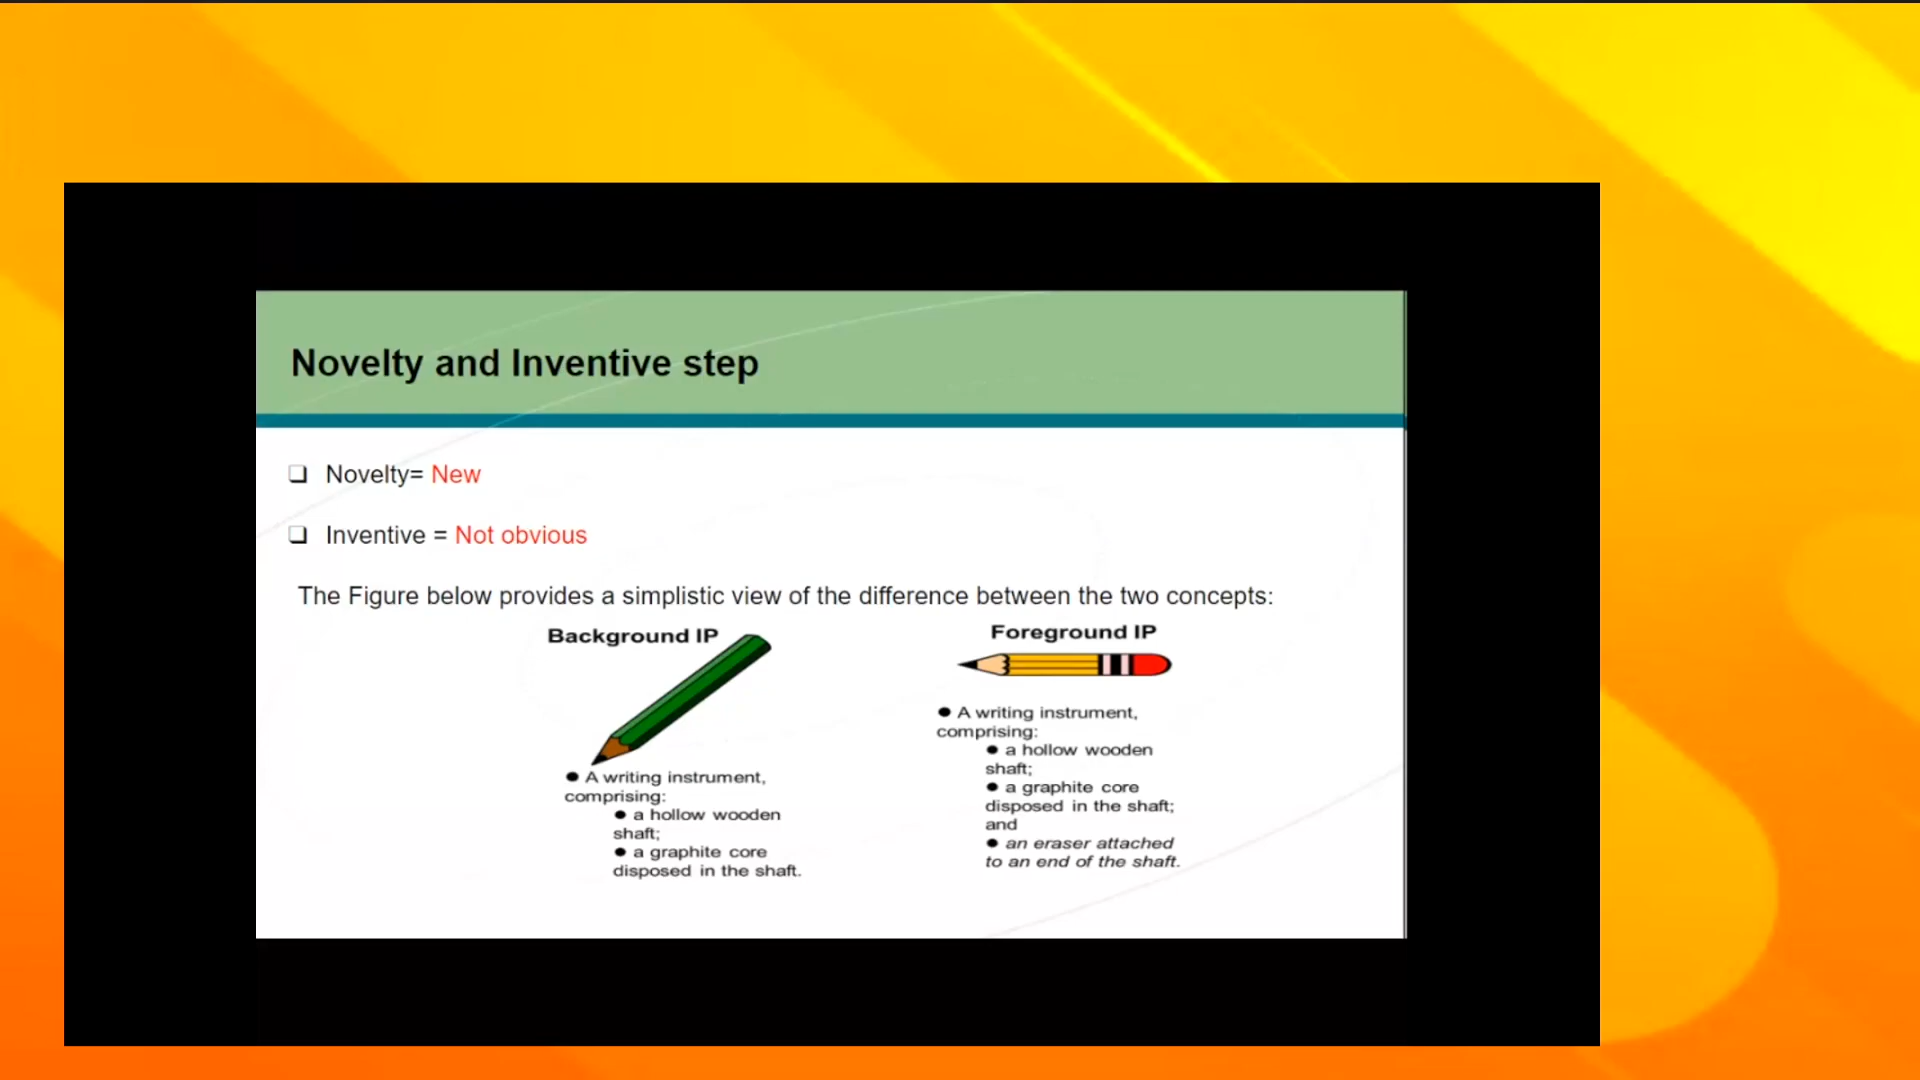 Novelty and Inventive step
❑ Novelty= New
❑ Inventive = Not obvious
The Figure below provides a simplistic view of the difference between the two concepts:
Background IP
● A writing instrument,
comprising:
● a hollow wooden
shaft;
● a graphite core
disposed in the shaft.
Foreground IP
● A writing instrument,
comprising:
● a hollow wooden
shaft;
● a graphite core
disposed in the shaft;
and
● an eraser attached
to an end of the shaft.